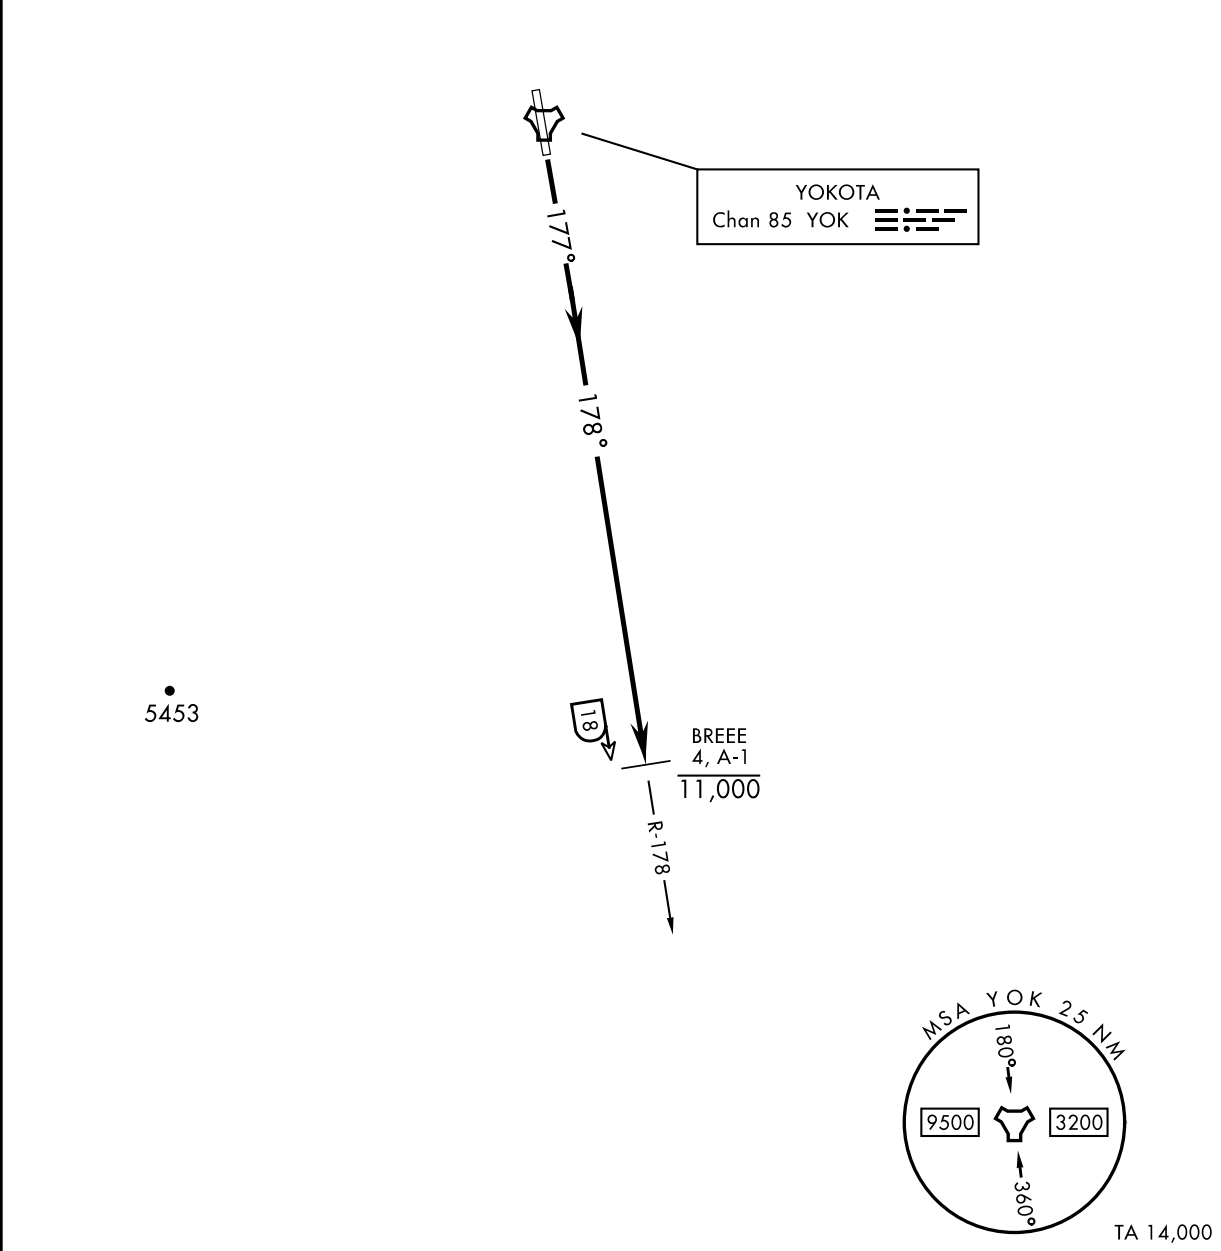 YOKOTA
Chan 85 YOK
177°
178°
5453
18
BREEE
4, A-1
11,000
R-178
MSA YOK 25 NM
180°
9500
3200
360°
TA 14,000